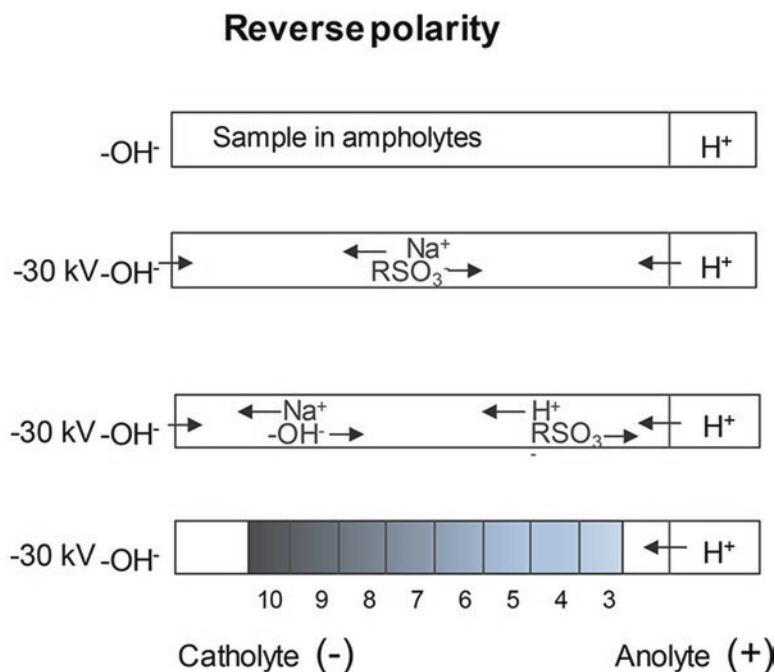 Reverse polarity
-OH⁻ Sample in ampholytes H⁺
-30 kV -OH⁻ Na⁺ H⁺
RSO₃⁻
-30 kV -OH⁻ Na⁺ H⁺ H⁺
-OH⁻ RSO₃
-
-30 kV -OH⁻ H⁺
10 9 8 7 6 5 4 3
Catholyte (-) Anolyte (+)